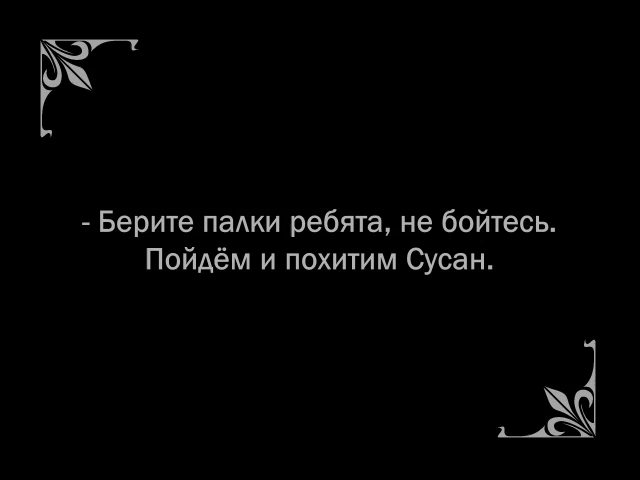 - Берите палки ребята, не бойтесь.
Пойдём и похитим Сусан.